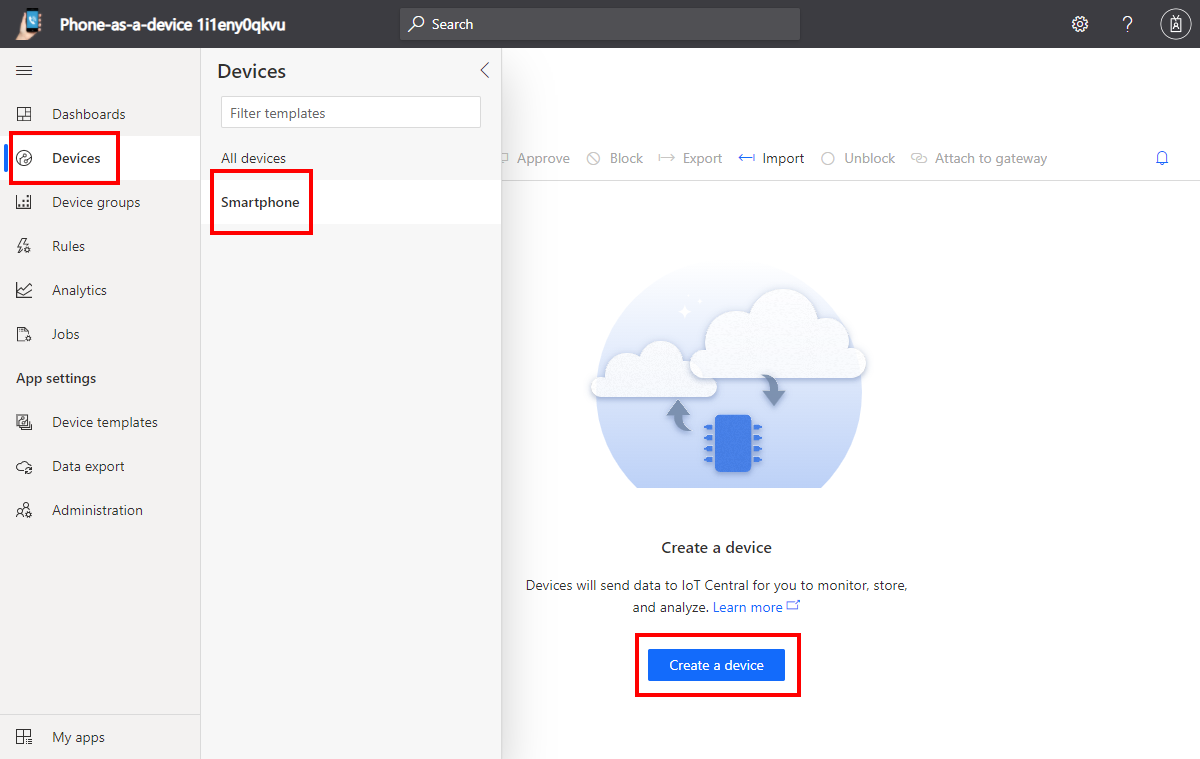 Phone-as-a-device 1i1eny0qkvu
Search
?
Dashboards
Devices
Device groups
Rules
Analytics
Jobs
App settings
Device templates
Data export
Administration
My apps
Devices
Filter templates
All devices
Smartphone
Approve Block Export Import Unblock Attach to gateway
Create a device
Devices will send data to IoT Central for you to monitor, store,
and analyze. Learn more
Create a device